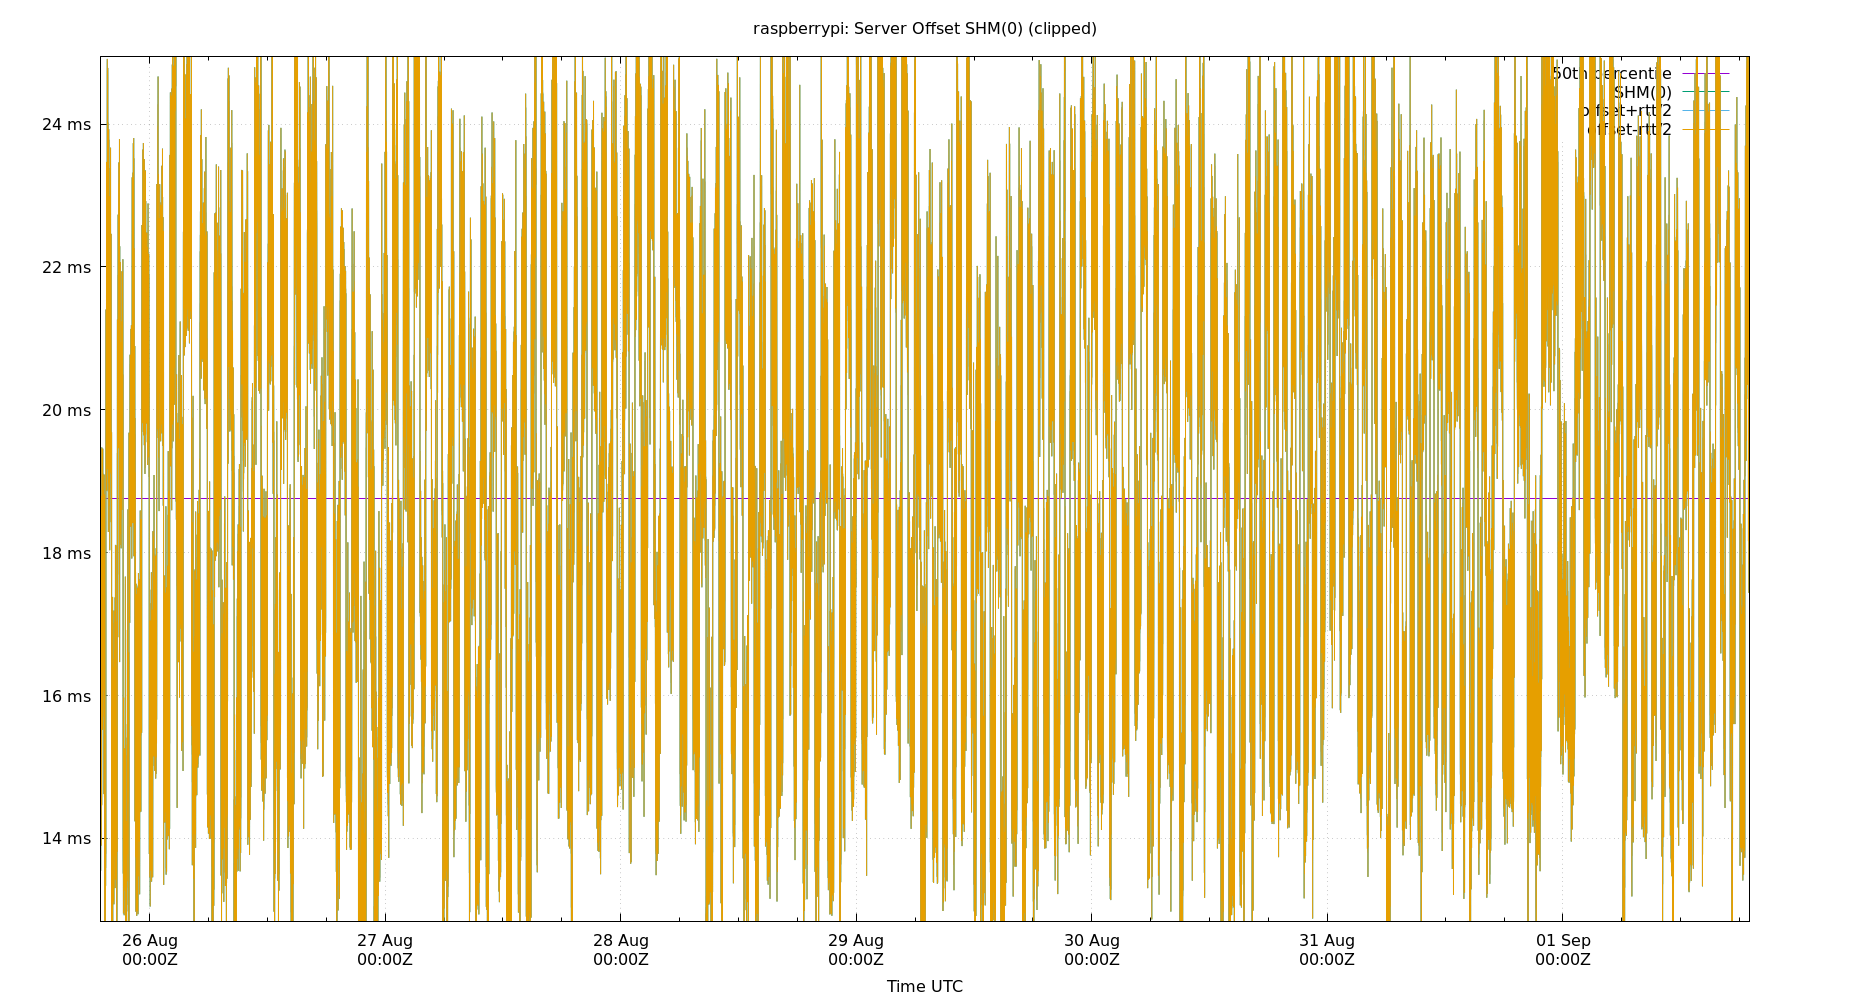 raspberrypi: Server Offset SHM(0) (clipped)
50th percentile
SHM(0)
offset+rtt/2
offset-rtt/2
24 ms
22 ms
20 ms
18 ms
16 ms
14 ms
26 Aug
00:00Z
27 Aug
00:00Z
28 Aug
00:00Z
29 Aug
00:00Z
30 Aug
00:00Z
31 Aug
00:00Z
01 Sep
00:00Z
Time UTC